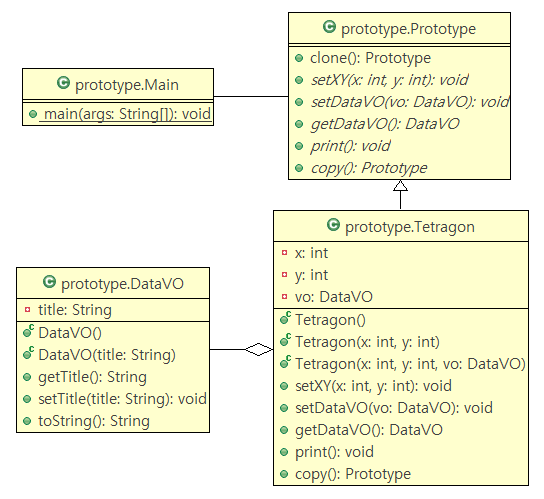 prototype.Prototype
clone(): Prototype
setXY(x: int, y: int): void
setDataVO(vo: DataVO): void
getDataVO(): DataVO
print(): void
copy(): Prototype
prototype.Main
main(args: String[]): void
prototype.Tetragon
x: int
y: int
vo: DataVO
Tetragon()
Tetragon(x: int, y: int)
Tetragon(x: int, y: int, vo: DataVO)
setXY(x: int, y: int): void
setDataVO(vo: DataVO): void
getDataVO(): DataVO
print(): void
copy(): Prototype
prototype.DataVO
title: String
DataVO()
DataVO(title: String)
getTitle(): String
setTitle(title: String): void
toString(): String